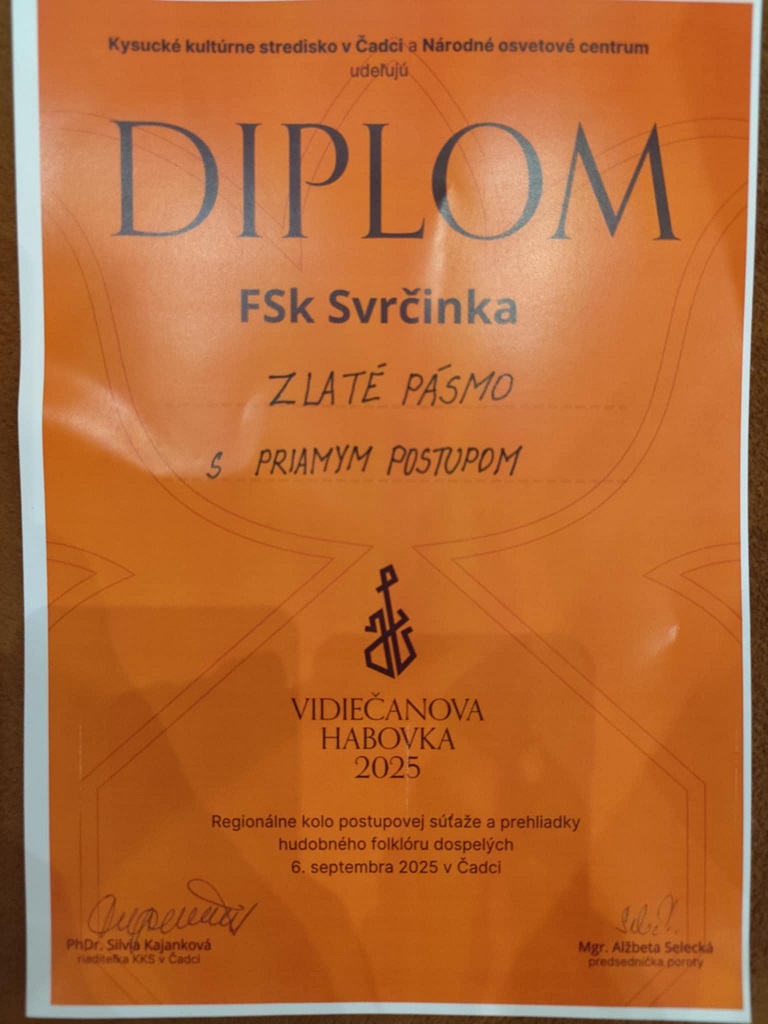 Kysucké kultúrne stredisko v Čadci a Národné osvetové centrum
udeľujú
DIPLOM
FSk Svrčinka
ZLATÉ PÁSMO
S PRIAMYM POSTUPOM
VIDIEČANOVA
HABOVKA
2025
Regionálne kolo postupovej súťaže a prehliadky
hudobného folklóru dospelých
6. septembra 2025 v Čadci
PhDr. Silvia Kajanková
riaditeľka KKS v Čadci
Mgr. Alžbeta Selecká
predsedníčka poroty